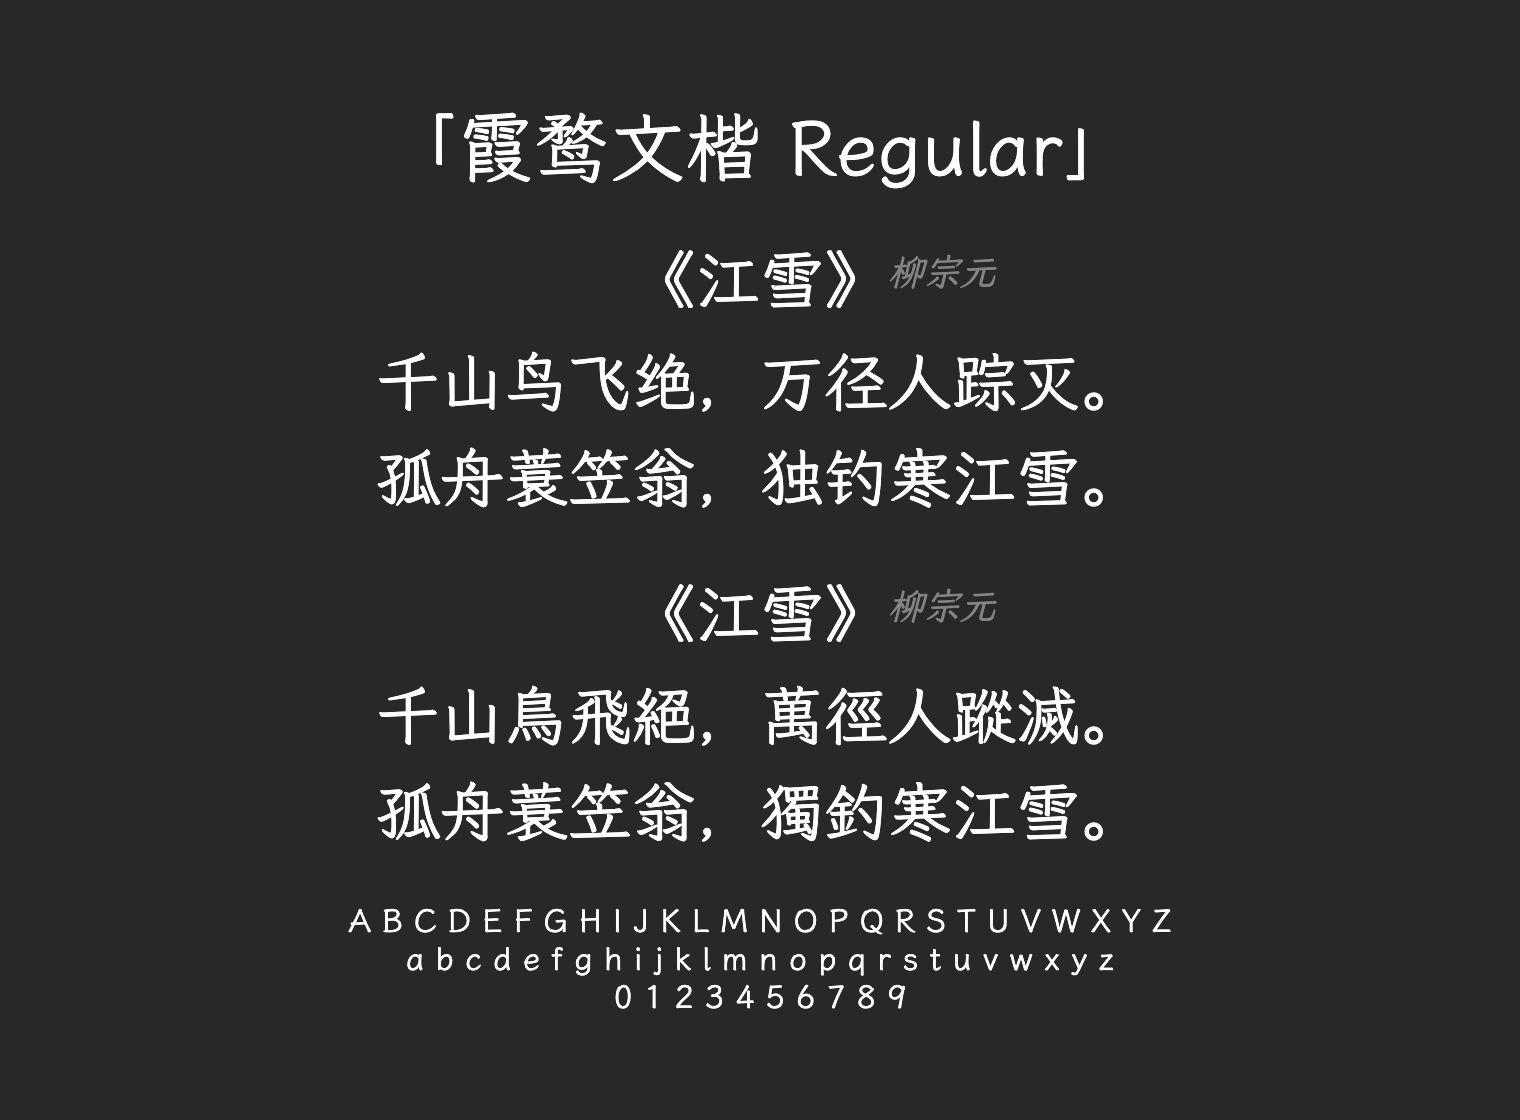 「霞鹜文楷 Regular」
《江雪》 柳宗元
千山鸟飞绝，万径人踪灭。
孤舟蓑笠翁，独钓寒江雪。
《江雪》 柳宗元
千山鳥飛絕，萬徑人蹤滅。
孤舟蓑笠翁，獨釣寒江雪。
A B C D E F G H I J K L M N O P Q R S T U V W X Y Z
a b c d e f g h i j k l m n o p q r s t u v w x y z
0 1 2 3 4 5 6 7 8 9